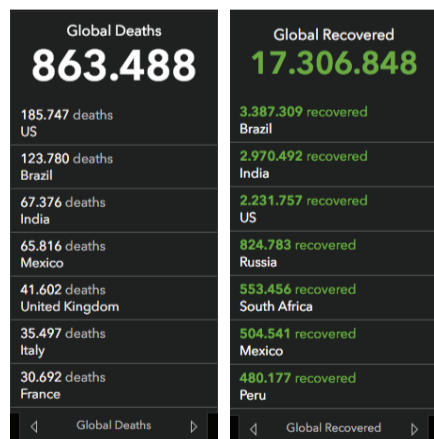 Global Deaths
863.488
185.747 deaths
US
123.780 deaths
Brazil
67.376 deaths
India
65.816 deaths
Mexico
41.602 deaths
United Kingdom
35.497 deaths
Italy
30.692 deaths
France
Global Deaths
Global Recovered
17.306.848
3.387.309 recovered
Brazil
2.970.492 recovered
India
2.231.757 recovered
US
824.783 recovered
Russia
553.456 recovered
South Africa
504.541 recovered
Mexico
480.177 recovered
Peru
Global Recovered